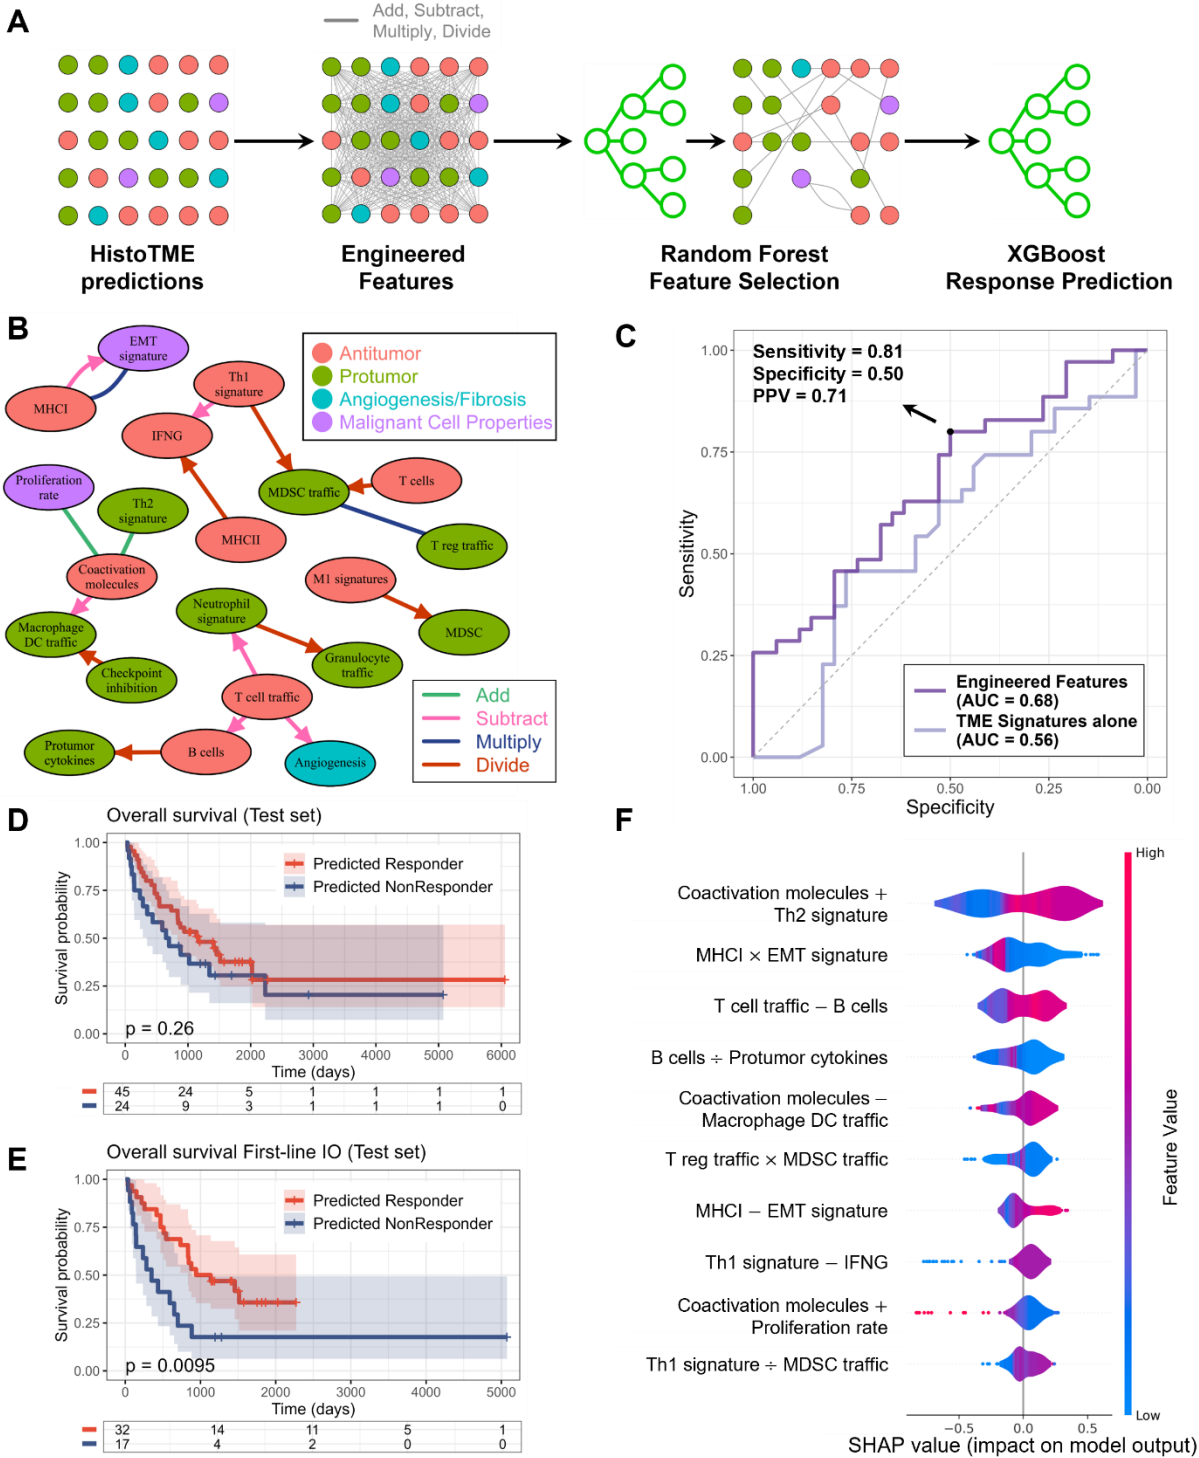 A
Add, Subtract,
Multiply, Divide
HistoTME
predictions
Engineered
Features
Random Forest
Feature Selection
XGBoost
Response Prediction
B
EMT
signature
MHCI
Th1
signature
IFNG
Antitumor
Protumor
Angiogenesis/Fibrosis
Malignant Cell Properties
Proliferation
rate
Th2
signature
MDSC traffic
T cells
MHCII
T reg traffic
Coactivation
molecules
M1 signatures
Neutrophil
signature
MDSC
Macrophage
DC traffic
Checkpoint
inhibition
Granulocyte
traffic
T cell traffic
Protumor
cytokines
B cells
Angiogenesis
Add
Subtract
Multiply
Divide
C
Sensitivity = 0.81
Specificity = 0.50
PPV = 0.71
1.00
0.75
0.50
0.25
0.00
Sensitivity
Engineered Features
(AUC = 0.68)
TME Signatures alone
(AUC = 0.56)
1.00 0.75 0.50 0.25 0.00
Specificity
D
Overall survival (Test set)
Survival probability
1.00
0.75
0.50
0.25
0.00
Predicted Responder
Predicted NonResponder
p = 0.26
0 1000 2000 3000 4000 5000 6000
Time (days)
45 24 5 1 1 1 1
24 9 3 1 1 1 0
E
Overall survival First-line IO (Test set)
Survival probability
1.00
0.75
0.50
0.25
0.00
Predicted Responder
Predicted NonResponder
p = 0.0095
0 1000 2000 3000 4000 5000
Time (days)
32 14 11 5 1
17 4 2 0 0
F
Coactivation molecules +
Th2 signature
MHCI × EMT signature
T cell traffic − B cells
B cells ÷ Protumor cytokines
Coactivation molecules −
Macrophage DC traffic
T reg traffic × MDSC traffic
MHCI − EMT signature
Th1 signature − IFNG
Coactivation molecules +
Proliferation rate
Th1 signature ÷ MDSC traffic
−0.5 0.0 0.5
SHAP value (impact on model output)
High
Feature Value
Low